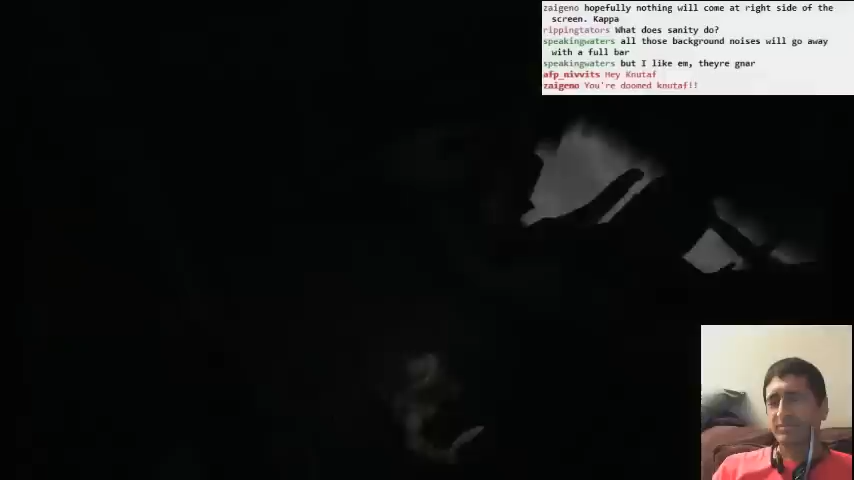 zaigeno hopefully nothing will come at right side of the
screen. Kappa
rippingtators What does sanity do?
speakingwaters all those background noises will go away
with a full bar
speakingwaters but I like em, theyre gnar
afp_nivvits Hey Knutaf
zaigeno You're doomed knutaf!!